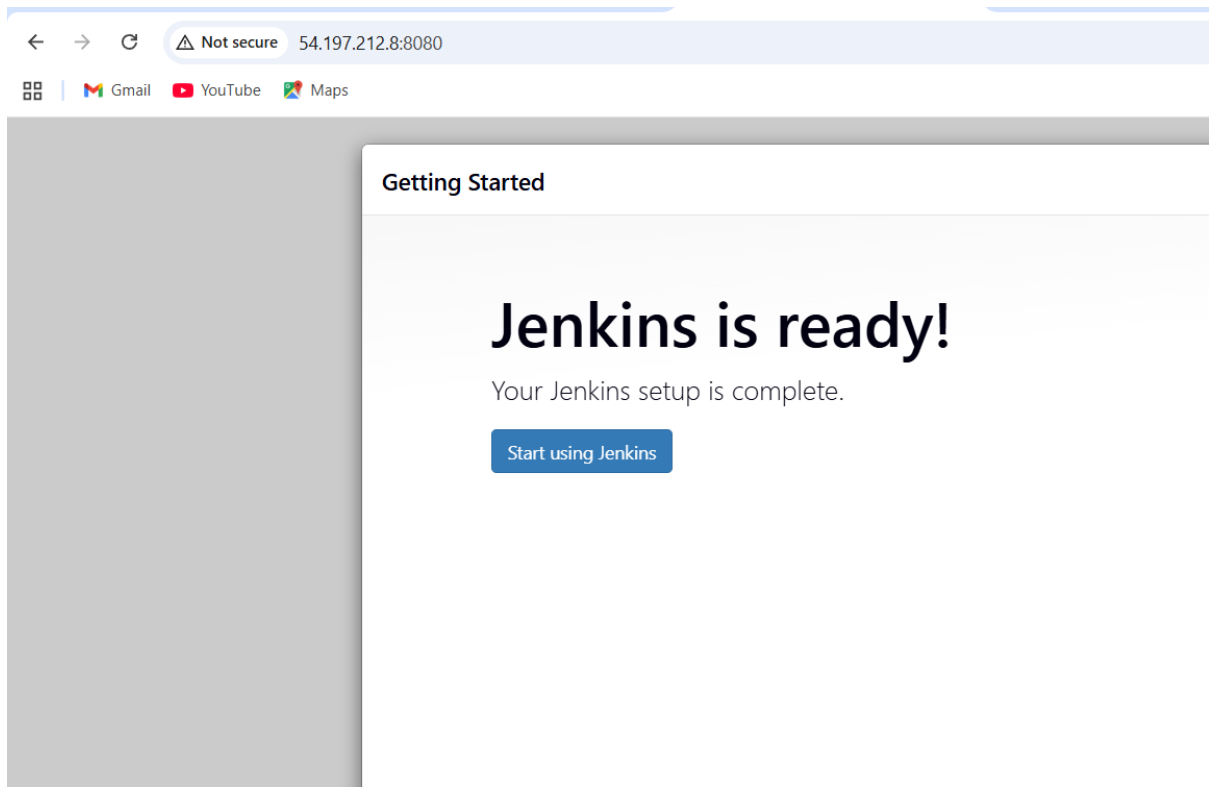 Not secure 54.197.212.8:8080
Gmail YouTube Maps
Getting Started
Jenkins is ready!
Your Jenkins setup is complete.
Start using Jenkins